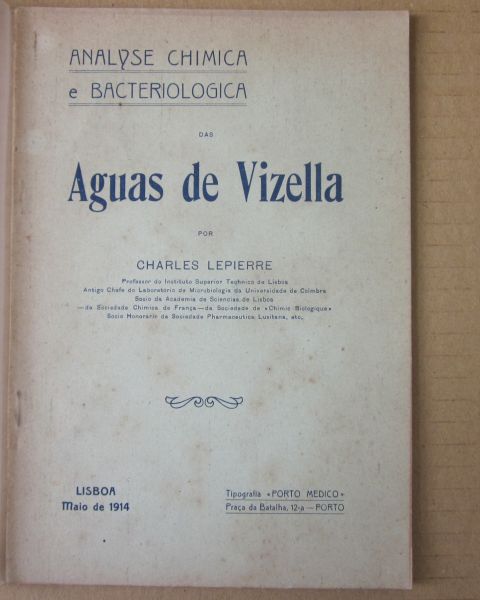 ANALYSE CHIMICA
e BACTERIOLOGICA
DAS
Aguas de Vizella
POR
CHARLES LEPIERRE
Professor do Instituto Superior Technico de Lisboa
Antigo Chefe do Laboratório de Microbiologia da Universidade de Coimbra
Socio da Academia de Sciencias de Lisboa
—da Sociedade Chimica de França—da Sociedade de «Chimie Biologique»
Socio Honorario da Sociedade Pharmaceutica Lusitana, etc,
LISBOA
Maio de 1914
Tipografia «PORTO MEDICO»
Praça da Batalha, 12-a — PORTO